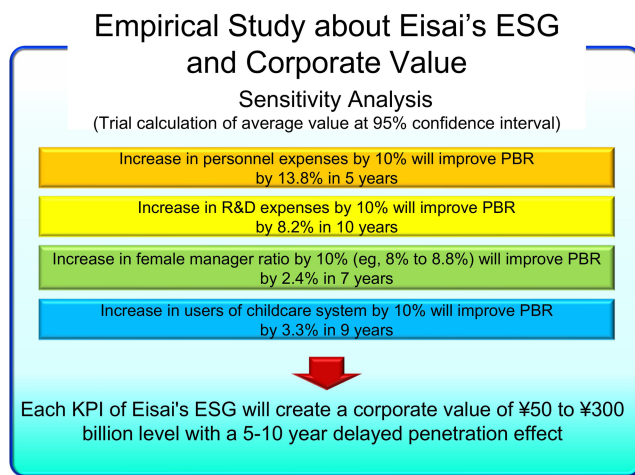 Empirical Study about Eisai’s ESG
and Corporate Value
Sensitivity Analysis
(Trial calculation of average value at 95% confidence interval)
Increase in personnel expenses by 10% will improve PBR
by 13.8% in 5 years
Increase in R&D expenses by 10% will improve PBR
by 8.2% in 10 years
Increase in female manager ratio by 10% (eg, 8% to 8.8%) will improve PBR
by 2.4% in 7 years
Increase in users of childcare system by 10% will improve PBR
by 3.3% in 9 years
Each KPI of Eisai's ESG will create a corporate value of ¥50 to ¥300
billion level with a 5-10 year delayed penetration effect